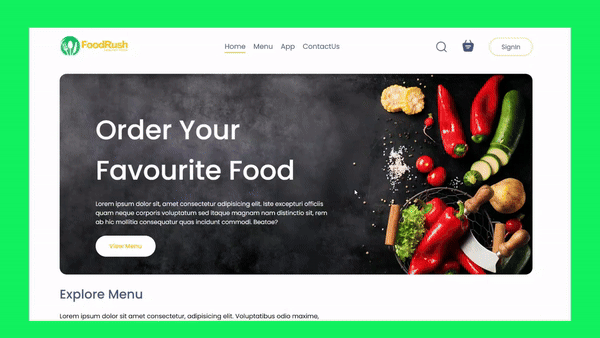 FoodRush
Home Menu App ContactUs
SignIn
Order Your
Favourite Food
Lorem ipsum dolor sit, amet consectetur adipisicing elit. Iste excepturi officiis
quam neque corporis voluptatum sed itaque magnam nam distinctio sit, rem
ab hic mollitia consequatur quas incidunt commodi. Beatae?
View Menu
Explore Menu
Lorem ipsum dolor sit amet consectetur, adipisicing elit. Voluptatibus odio maxime,